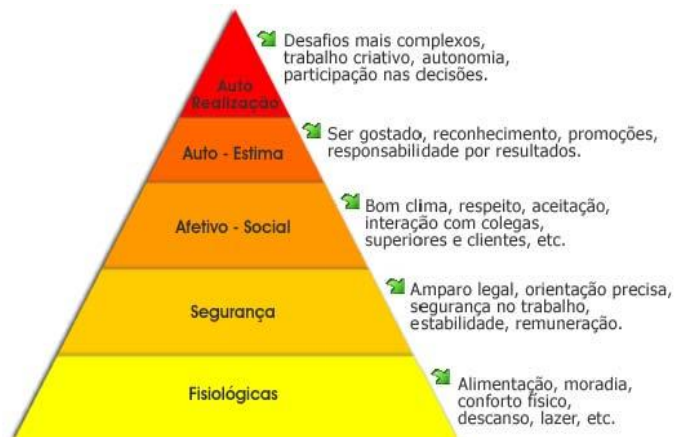 Auto
Realização
Desafios mais complexos,
trabalho criativo, autonomia,
participação nas decisões.
Auto - Estima
Ser gostado, reconhecimento, promoções,
responsabilidade por resultados.
Afetivo - Social
Bom clima, respeito, aceitação,
interação com colegas,
superiores e clientes, etc.
Segurança
Amparo legal, orientação precisa,
segurança no trabalho,
estabilidade, remuneração.
Fisiológicas
Alimentação, moradia,
conforto físico,
descanso, lazer, etc.